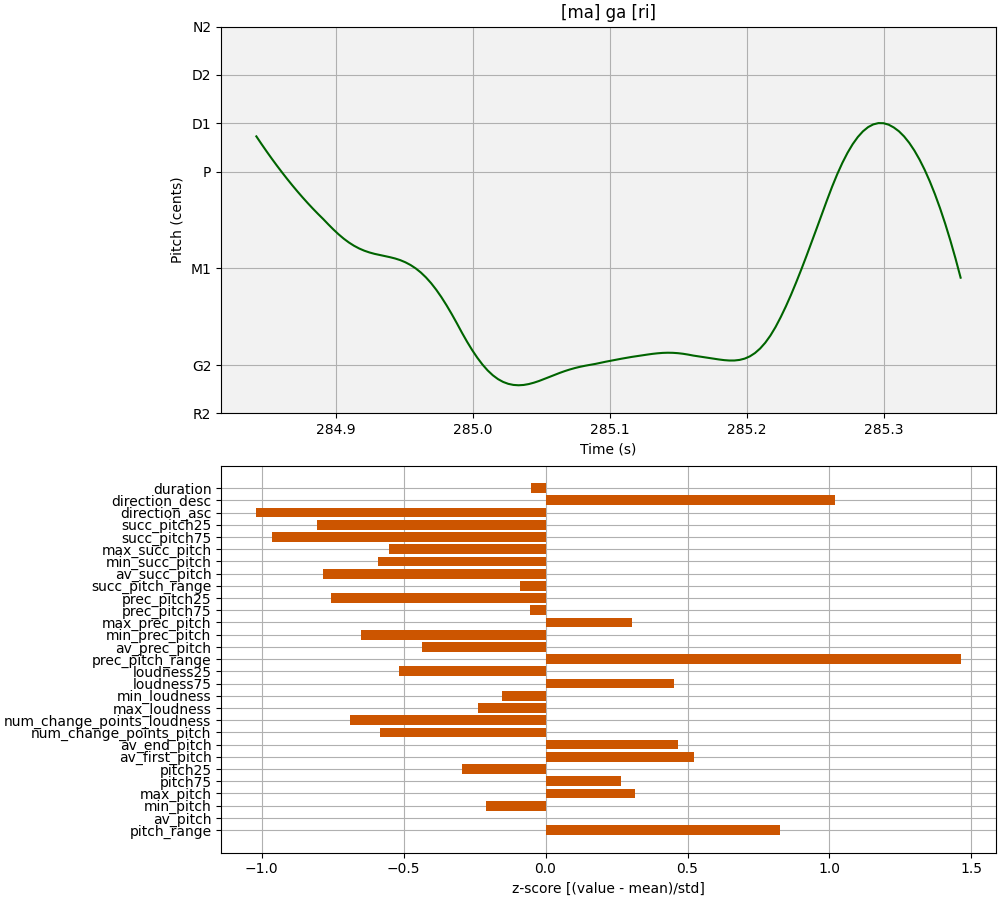 [ma] ga [ri]
N2
D2
D1
P
M1
G2
R2
Pitch (cents)
284.9 285.0 285.1 285.2 285.3
Time (s)
duration
direction_desc
direction_asc
succ_pitch25
succ_pitch75
max_succ_pitch
min_succ_pitch
av_succ_pitch
succ_pitch_range
prec_pitch25
prec_pitch75
max_prec_pitch
min_prec_pitch
av_prec_pitch
prec_pitch_range
loudness25
loudness75
min_loudness
max_loudness
num_change_points_loudness
num_change_points_pitch
av_end_pitch
av_first_pitch
pitch25
pitch75
max_pitch
min_pitch
av_pitch
pitch_range
−1.0 −0.5 0.0 0.5 1.0 1.5
z-score [(value - mean)/std]